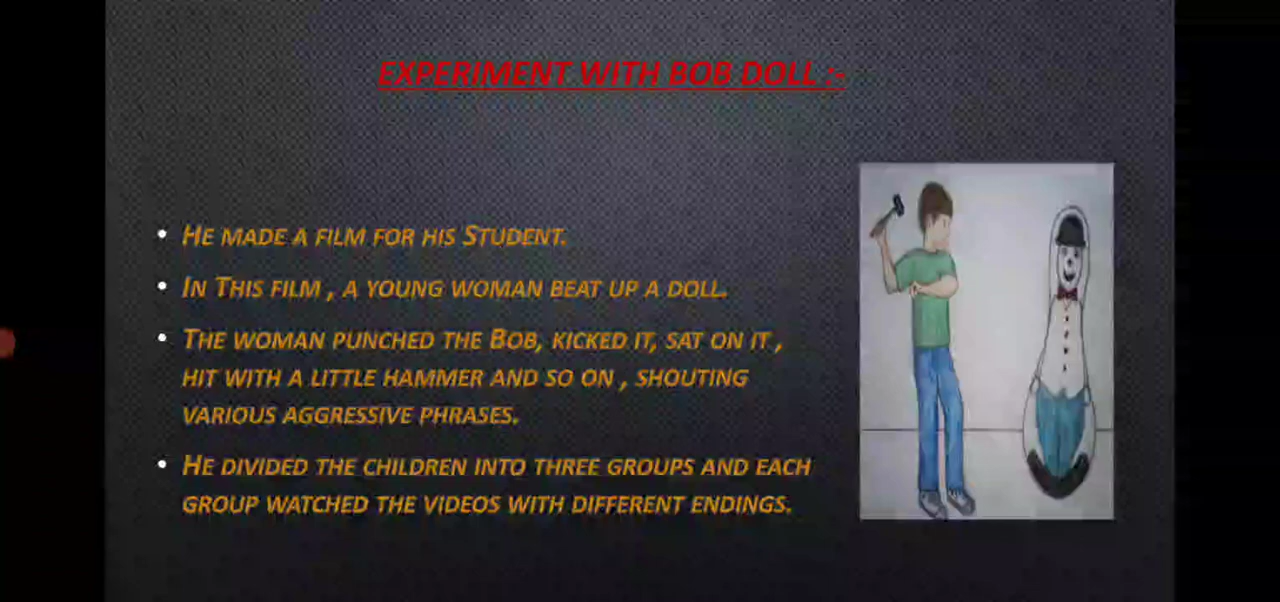 EXPERIMENT WITH BOB DOLL :-
• HE MADE A FILM FOR HIS STUDENT.
• IN THIS FILM , A YOUNG WOMAN BEAT UP A DOLL.
• THE WOMAN PUNCHED THE BOB, KICKED IT, SAT ON IT ,
HIT WITH A LITTLE HAMMER AND SO ON , SHOUTING
VARIOUS AGGRESSIVE PHRASES.
• HE DIVIDED THE CHILDREN INTO THREE GROUPS AND EACH
GROUP WATCHED THE VIDEOS WITH DIFFERENT ENDINGS.